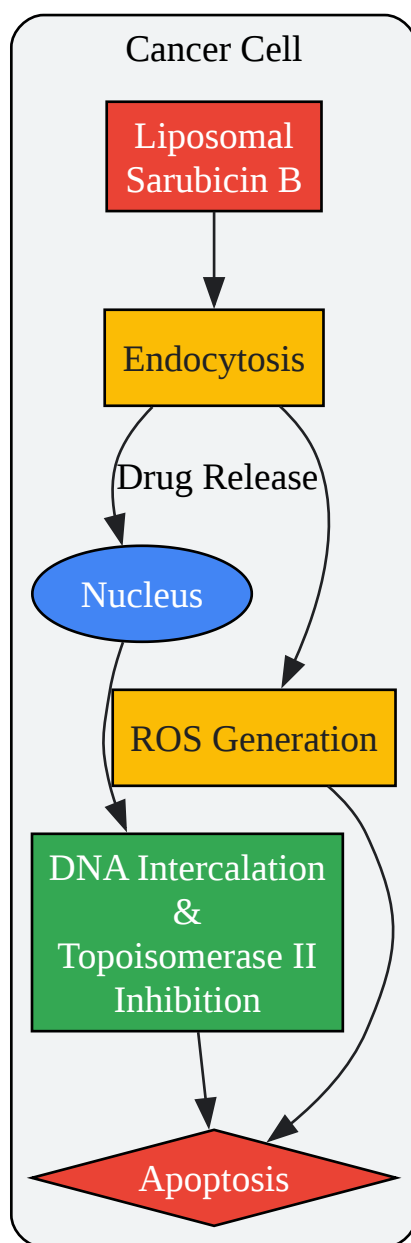 Cancer Cell
Liposomal
Sarubicin B
Endocytosis
Drug Release
Nucleus
ROS Generation
DNA Intercalation
&
Topoisomerase II
Inhibition
Apoptosis